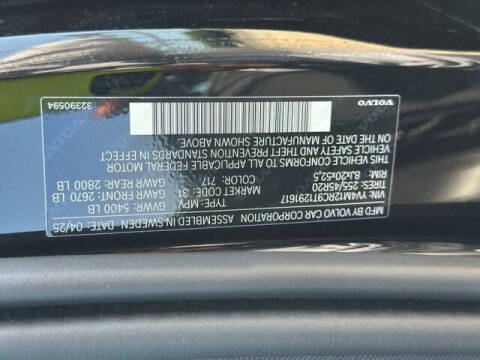 MFD BY VOLVO CAR CORPORATION. ASSEMBLED IN SWEDEN DATE: 04/25
VIN: YV4M12RC9T1291617 GVWR: 5400 LB
TIRES: 255/45R20 GAWR FRONT: 2670 LB
RIM: 8Jx20x52,5 GAWR REAR: 2800 LB
TYPE: MPV
MARKET CODE: 31
COLOR: 717
THIS VEHICLE CONFORMS TO ALL APPLICABLE FEDERAL MOTOR
VEHICLE SAFETY AND THEFT PREVENTION STANDARDS IN EFFECT
ON THE DATE OF MANUFACTURE SHOWN ABOVE.
VOLVO
32390594